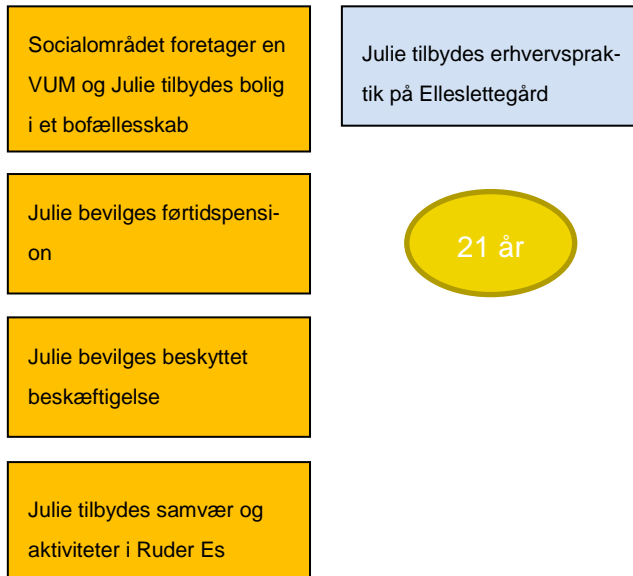 Socialområdet foretager en
VUM og Julie tilbydes bolig
i et bofællesskab
Julie tilbydes erhvervsprak-
tik på Elleslettegård
Julie bevilges førtidspensi-
on
21 år
Julie bevilges beskyttet
beskæftigelse
Julie tilbydes samvær og
aktiviteter i Ruder Es